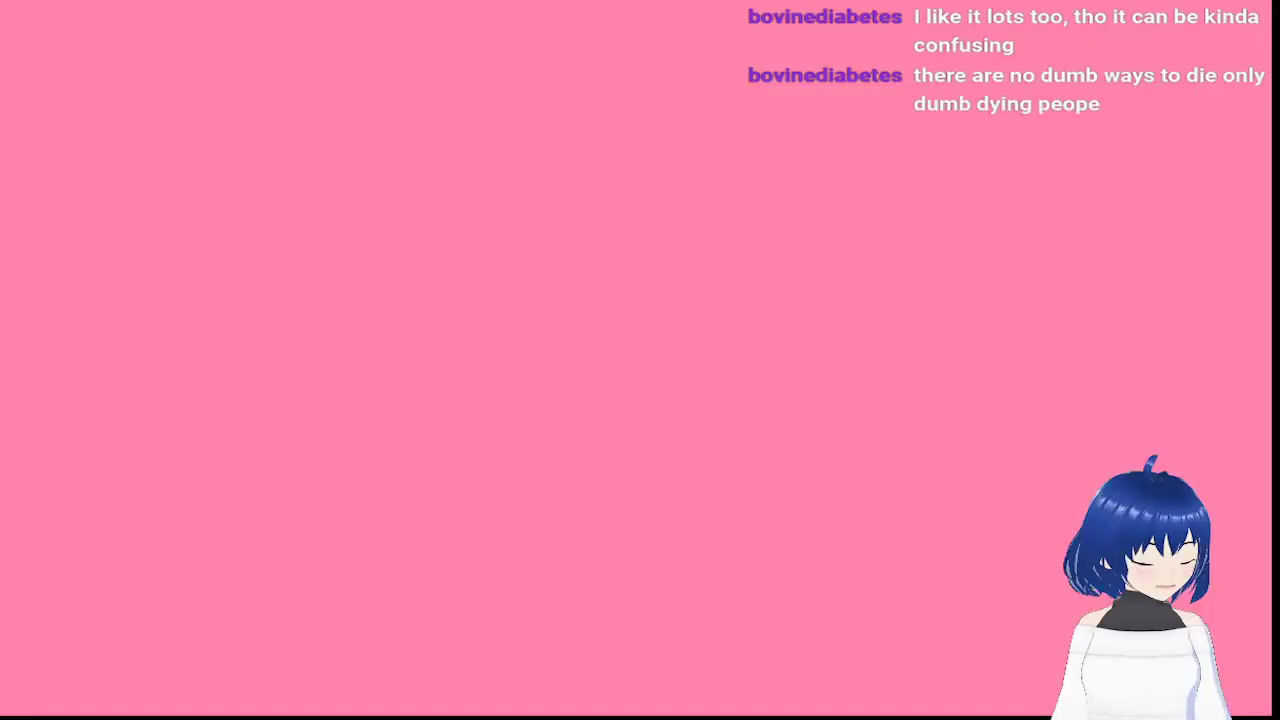 bovinediabetes I like it lots too, tho it can be kinda
confusing
bovinediabetes there are no dumb ways to die only
dumb dying peope